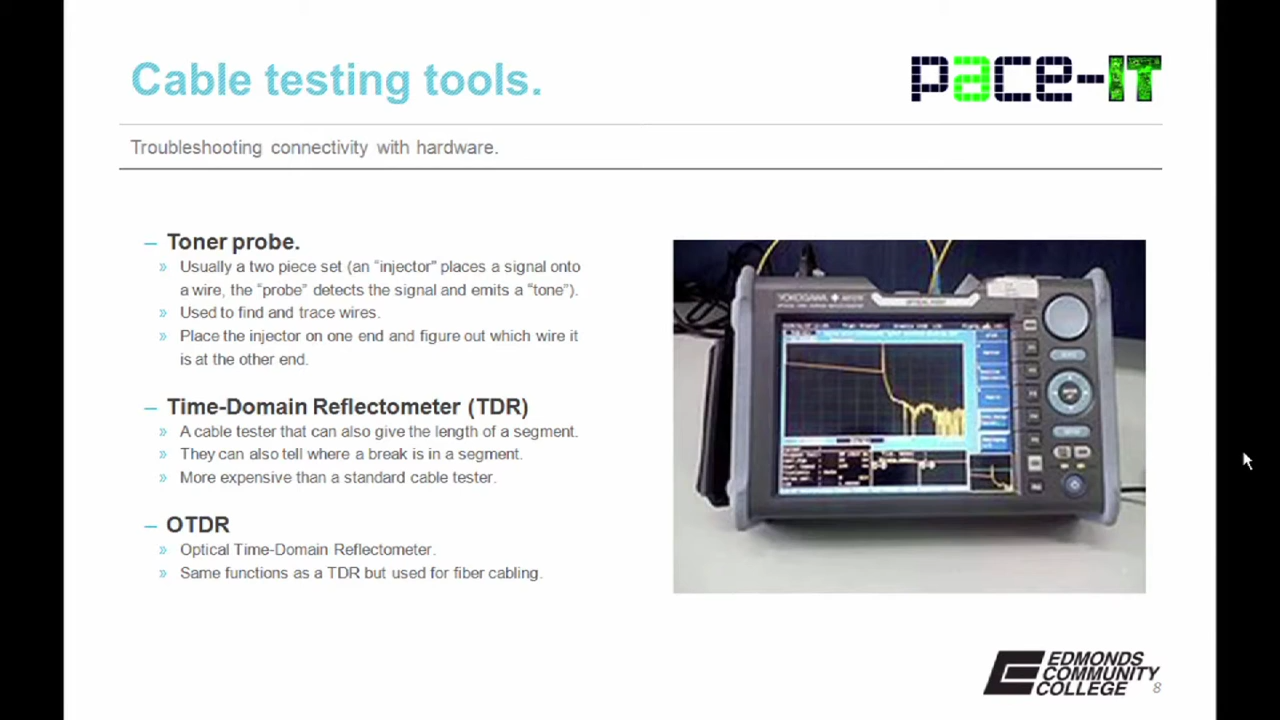 Cable testing tools.
pace-IT
Troubleshooting connectivity with hardware.
– Toner probe.
» Usually a two piece set (an "injector" places a signal onto
a wire, the "probe" detects the signal and emits a "tone").
» Used to find and trace wires.
» Place the injector on one end and figure out which wire it
is at the other end.
– Time-Domain Reflectometer (TDR)
» A cable tester that can also give the length of a segment.
» They can also tell where a break is in a segment.
» More expensive than a standard cable tester.
– OTDR
» Optical Time-Domain Reflectometer.
» Same functions as a TDR but used for fiber cabling.
YOKOGAWA
EDMONDS
COMMUNITY
COLLEGE
8